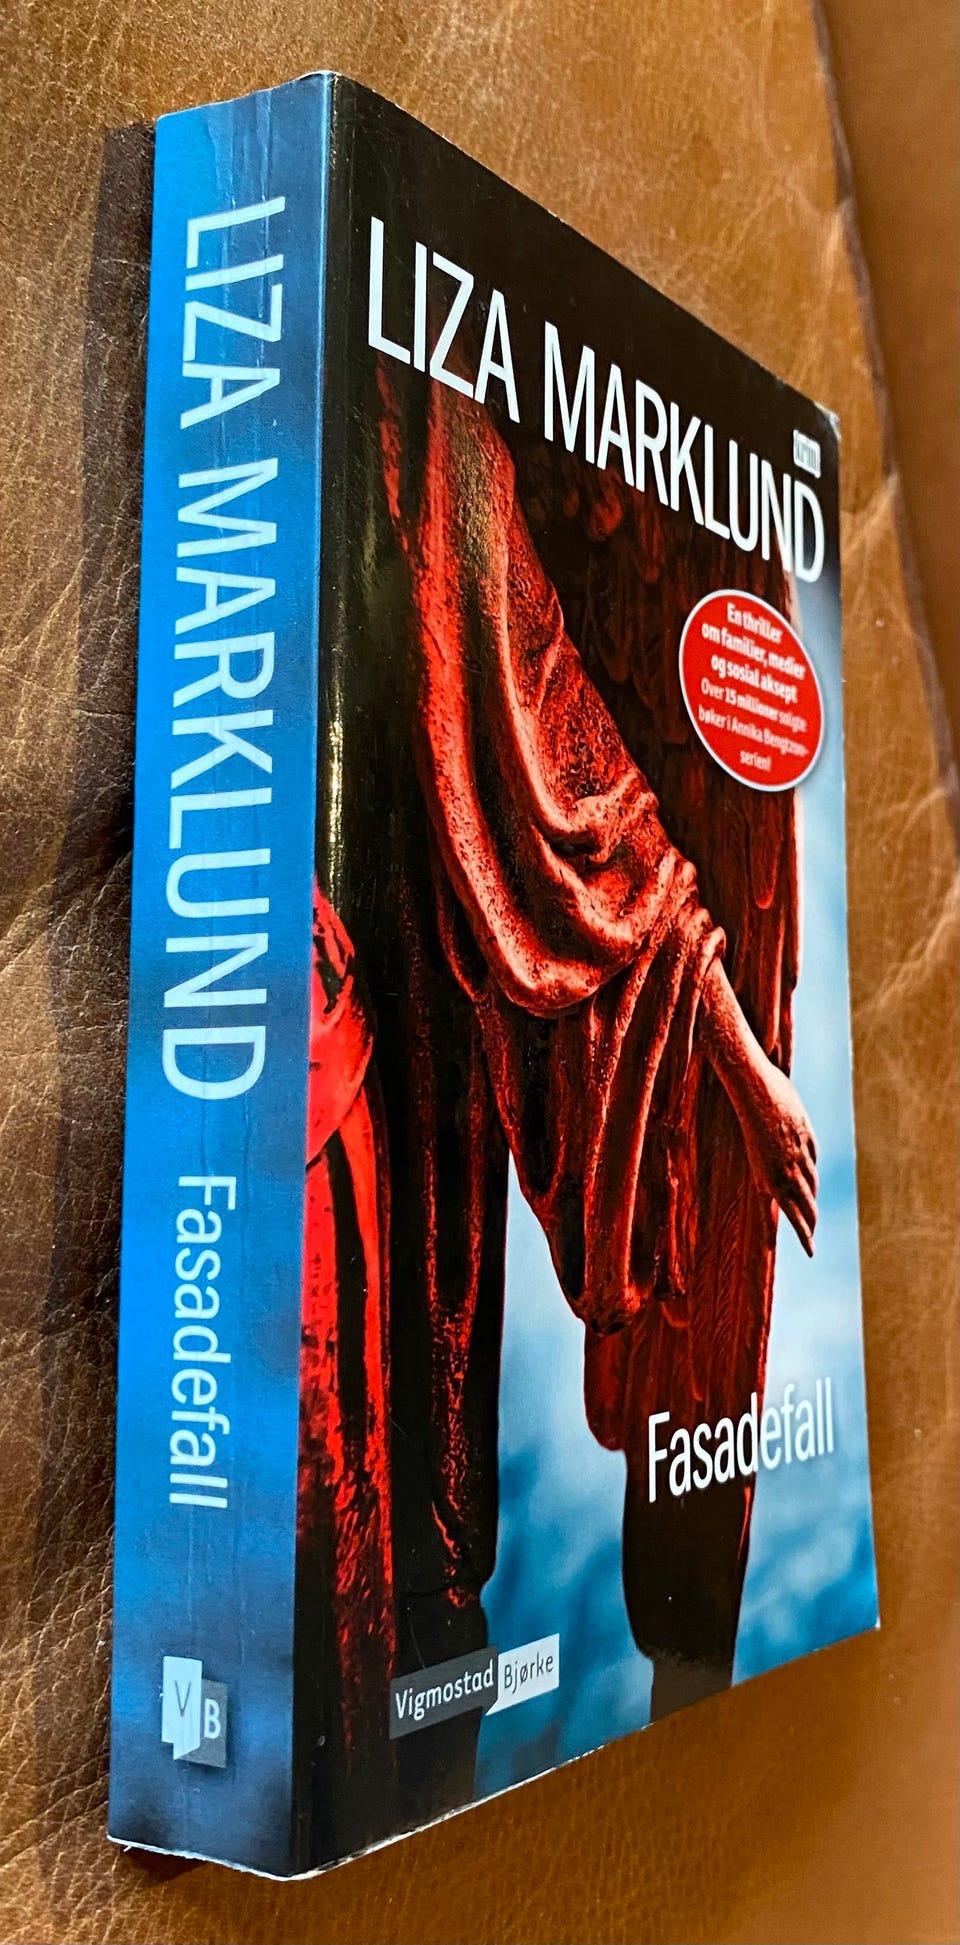 LIZA MARKLUND Fasadefall
V B
LIZA MARKLUND
krim
En thriller
om familier, medier
og sosial aksept
Over 15 millioner solgte
bøker i Annika Bengtzon-
serien!
Fasadefall
Vigmostad Bjørke